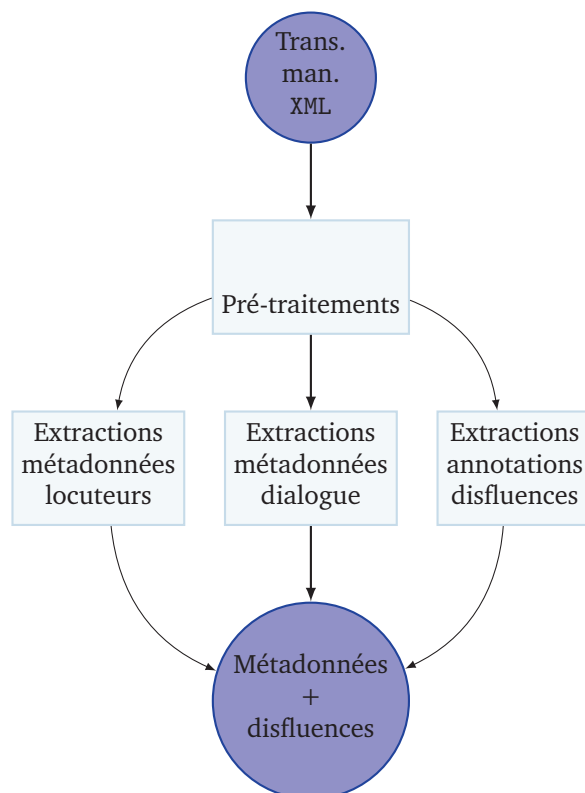 Trans.
man.
XML
Pré-traitements
Extractions
métadonnées
locuteurs
Extractions
métadonnées
dialogue
Extractions
annotations
disfluences
Métadonnées
+
disfluences